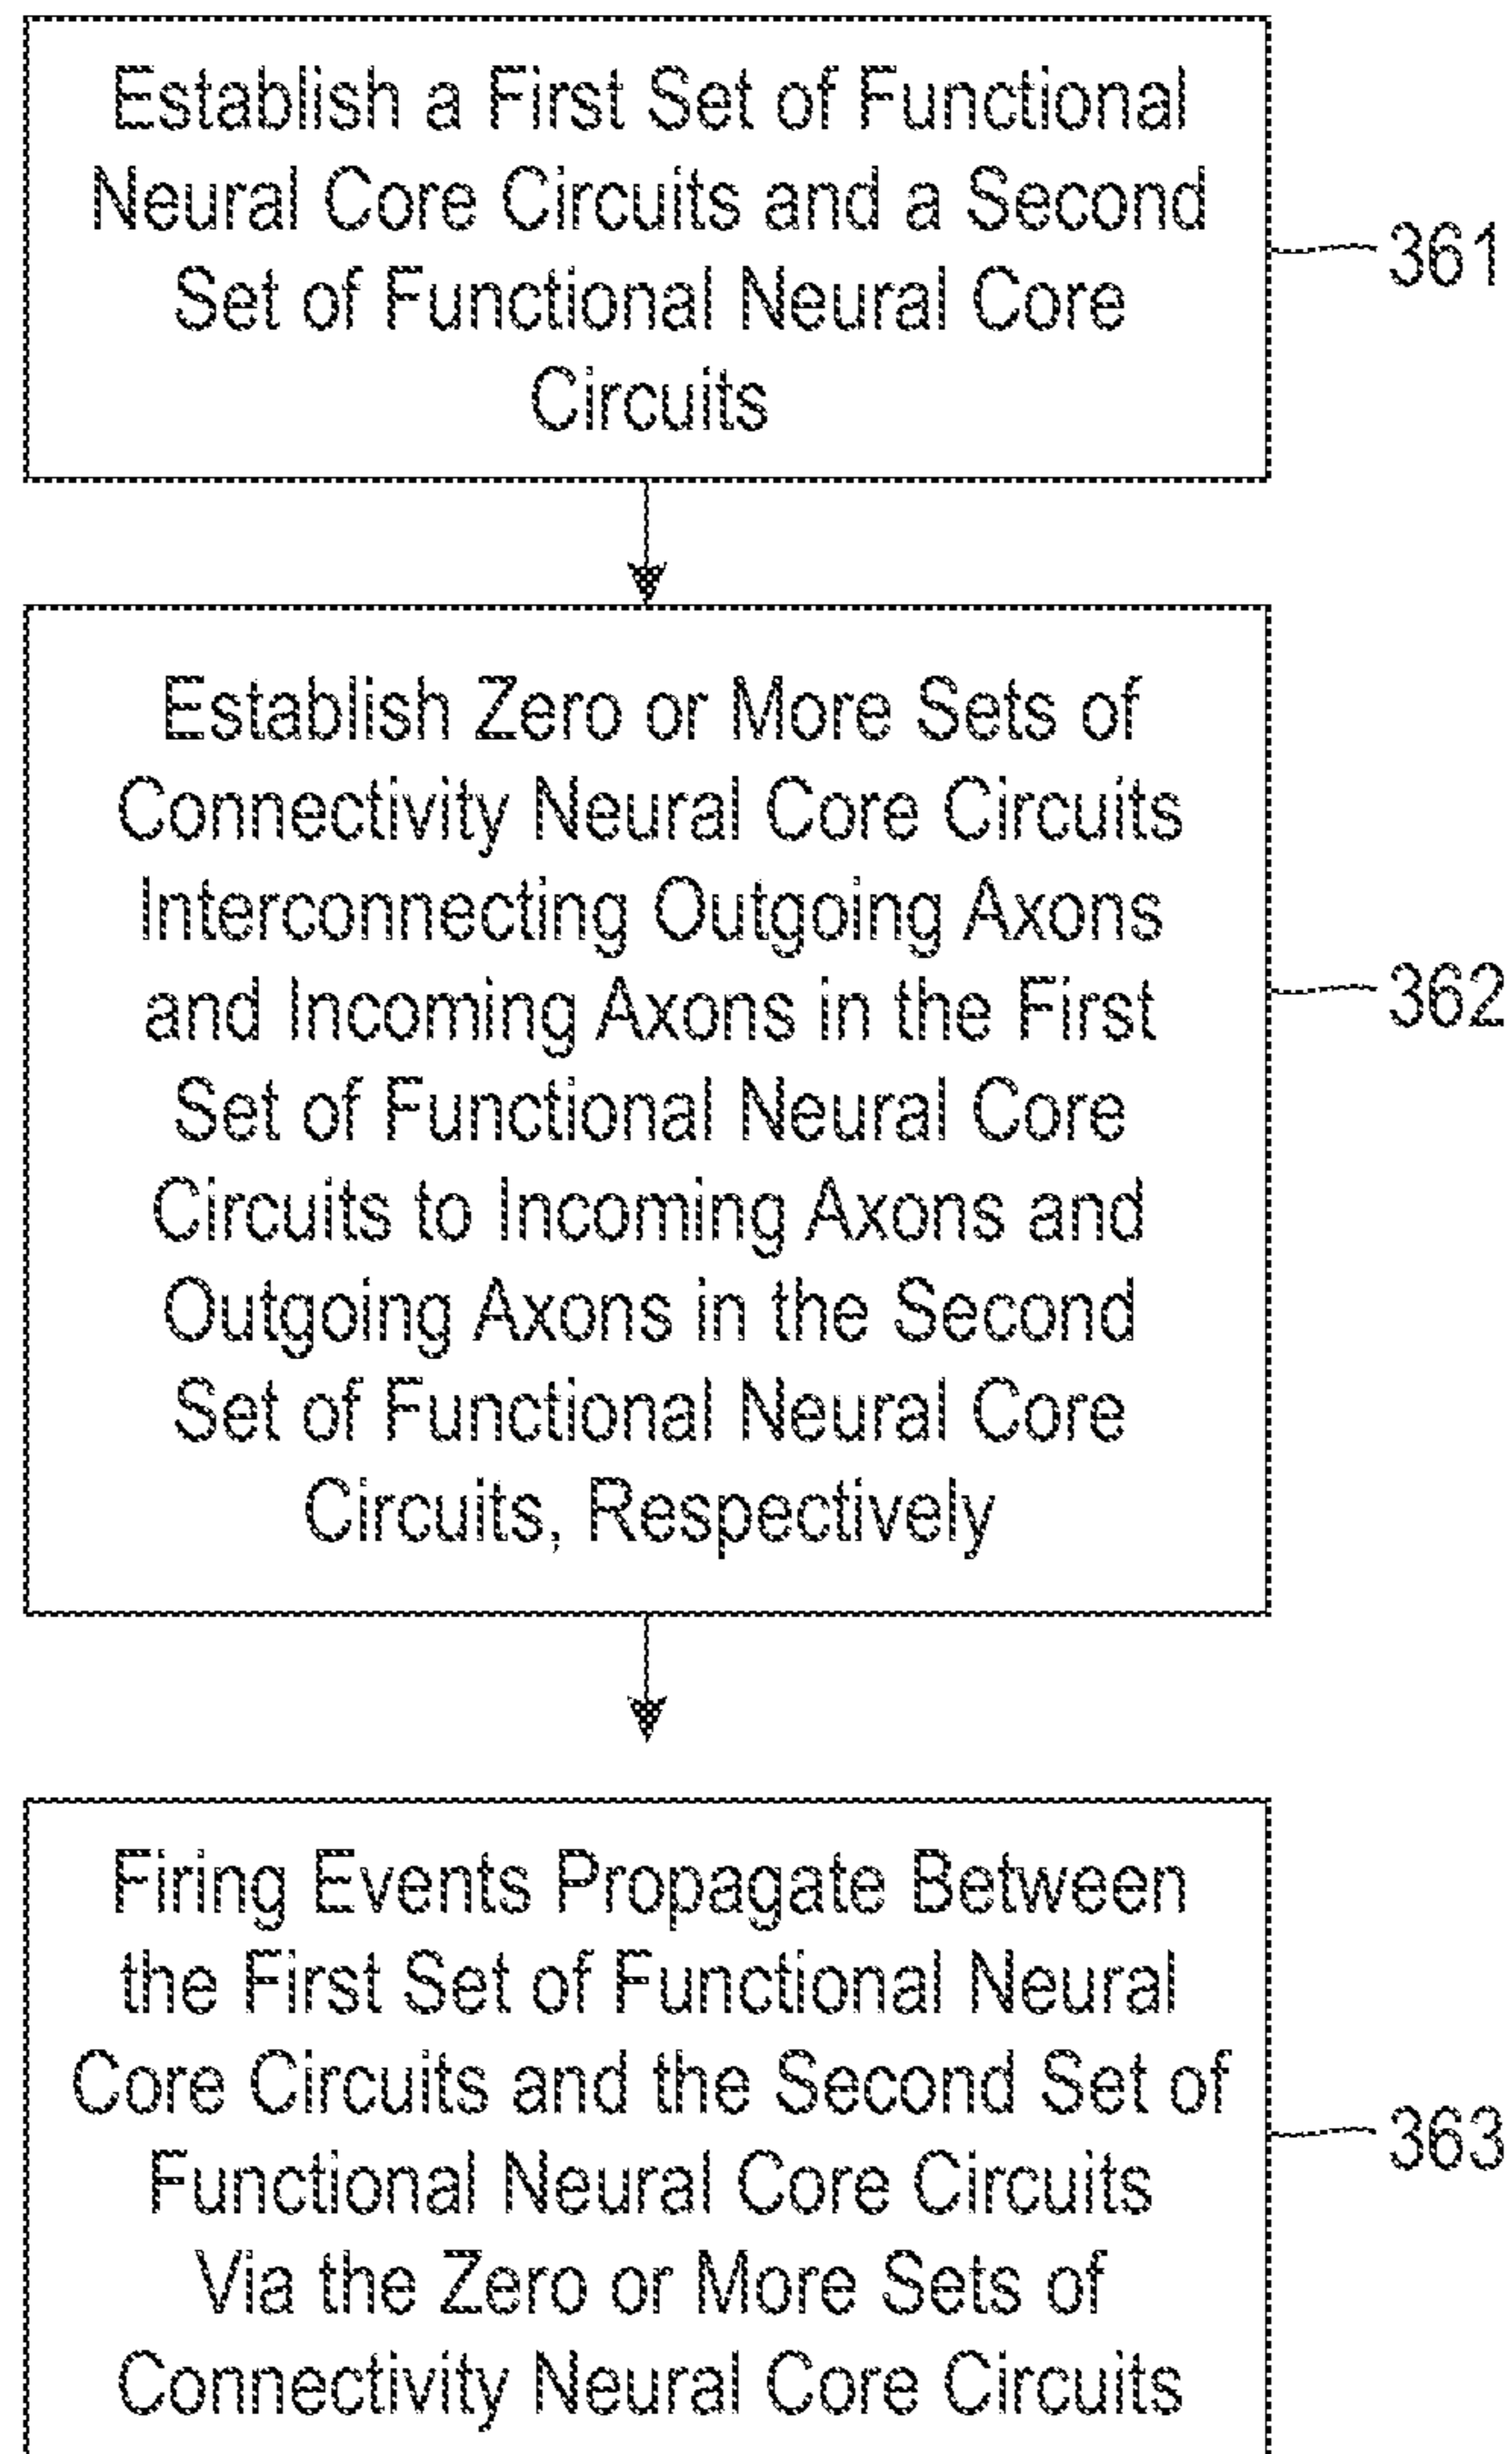 Establish a First Set of Functional
Neural Core Circuits and a Second
Set of Functional Neural Core
Circuits
361
Establish Zero or More Sets of
Connectivity Neural Core Circuits
Interconnecting Outgoing Axons
and Incoming Axons in the First
Set of Functional Neural Core
Circuits to Incoming Axons and
Outgoing Axons in the Second
Set of Functional Neural Core
Circuits, Respectively
362
Firing Events Propagate Between
the First Set of Functional Neural
Core Circuits and the Second Set of
Functional Neural Core Circuits
Via the Zero or More Sets of
Connectivity Neural Core Circuits
363